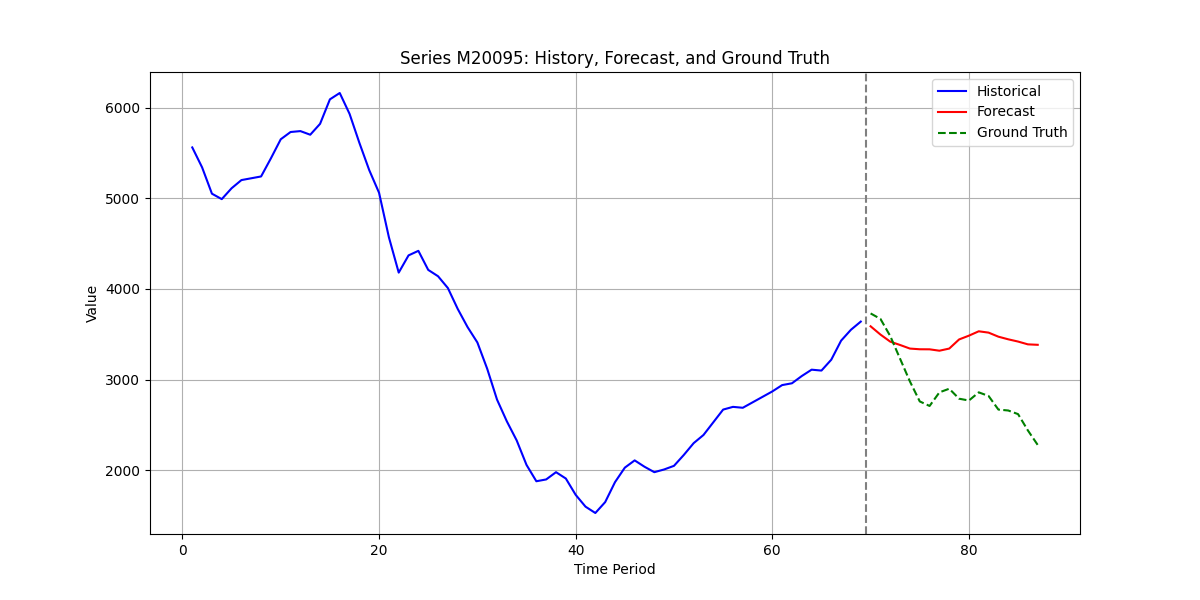 Series M20095: History, Forecast, and Ground Truth
Historical
Forecast
Ground Truth
Value
6000
5000
4000
3000
2000
0 20 40 60 80
Time Period